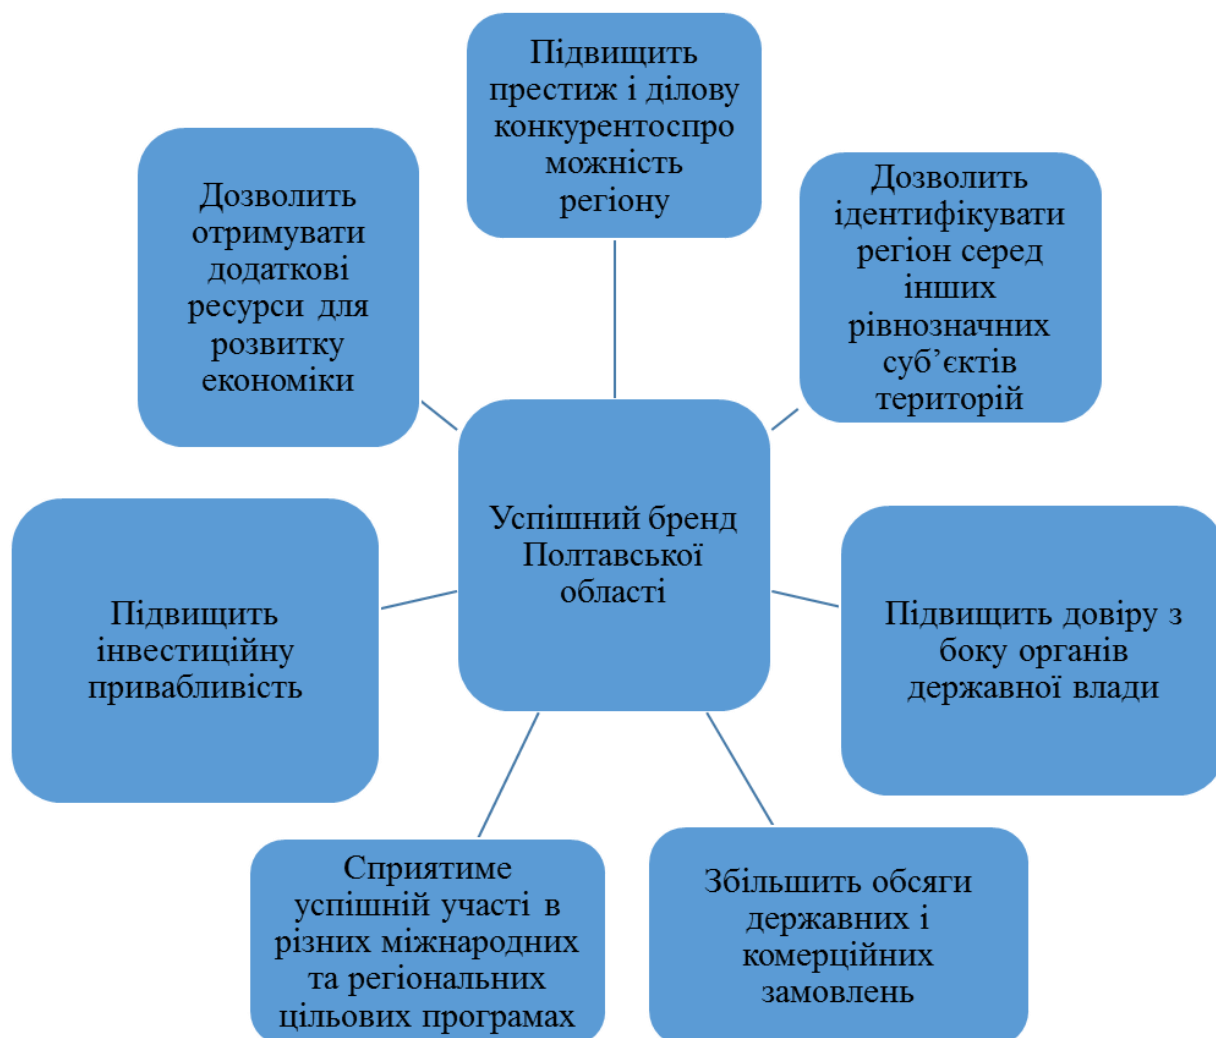 Підвищить
престиж і ділову
конкурентоспро
можність
регіону
Дозволить
ідентифікувати
регіон серед
інших
рівнозначних
суб’єктів
територій
Підвищить довіру з
боку органів
державної влади
Збільшить обсяги
державних і
комерційних
замовлень
Сприятиме
успішній участі в
різних міжнародних
та регіональних
цільових програмах
Підвищить
інвестиційну
привабливість
Дозволить
отримувати
додаткові
ресурси для
розвитку
економіки
Успішний бренд
Полтавської
області